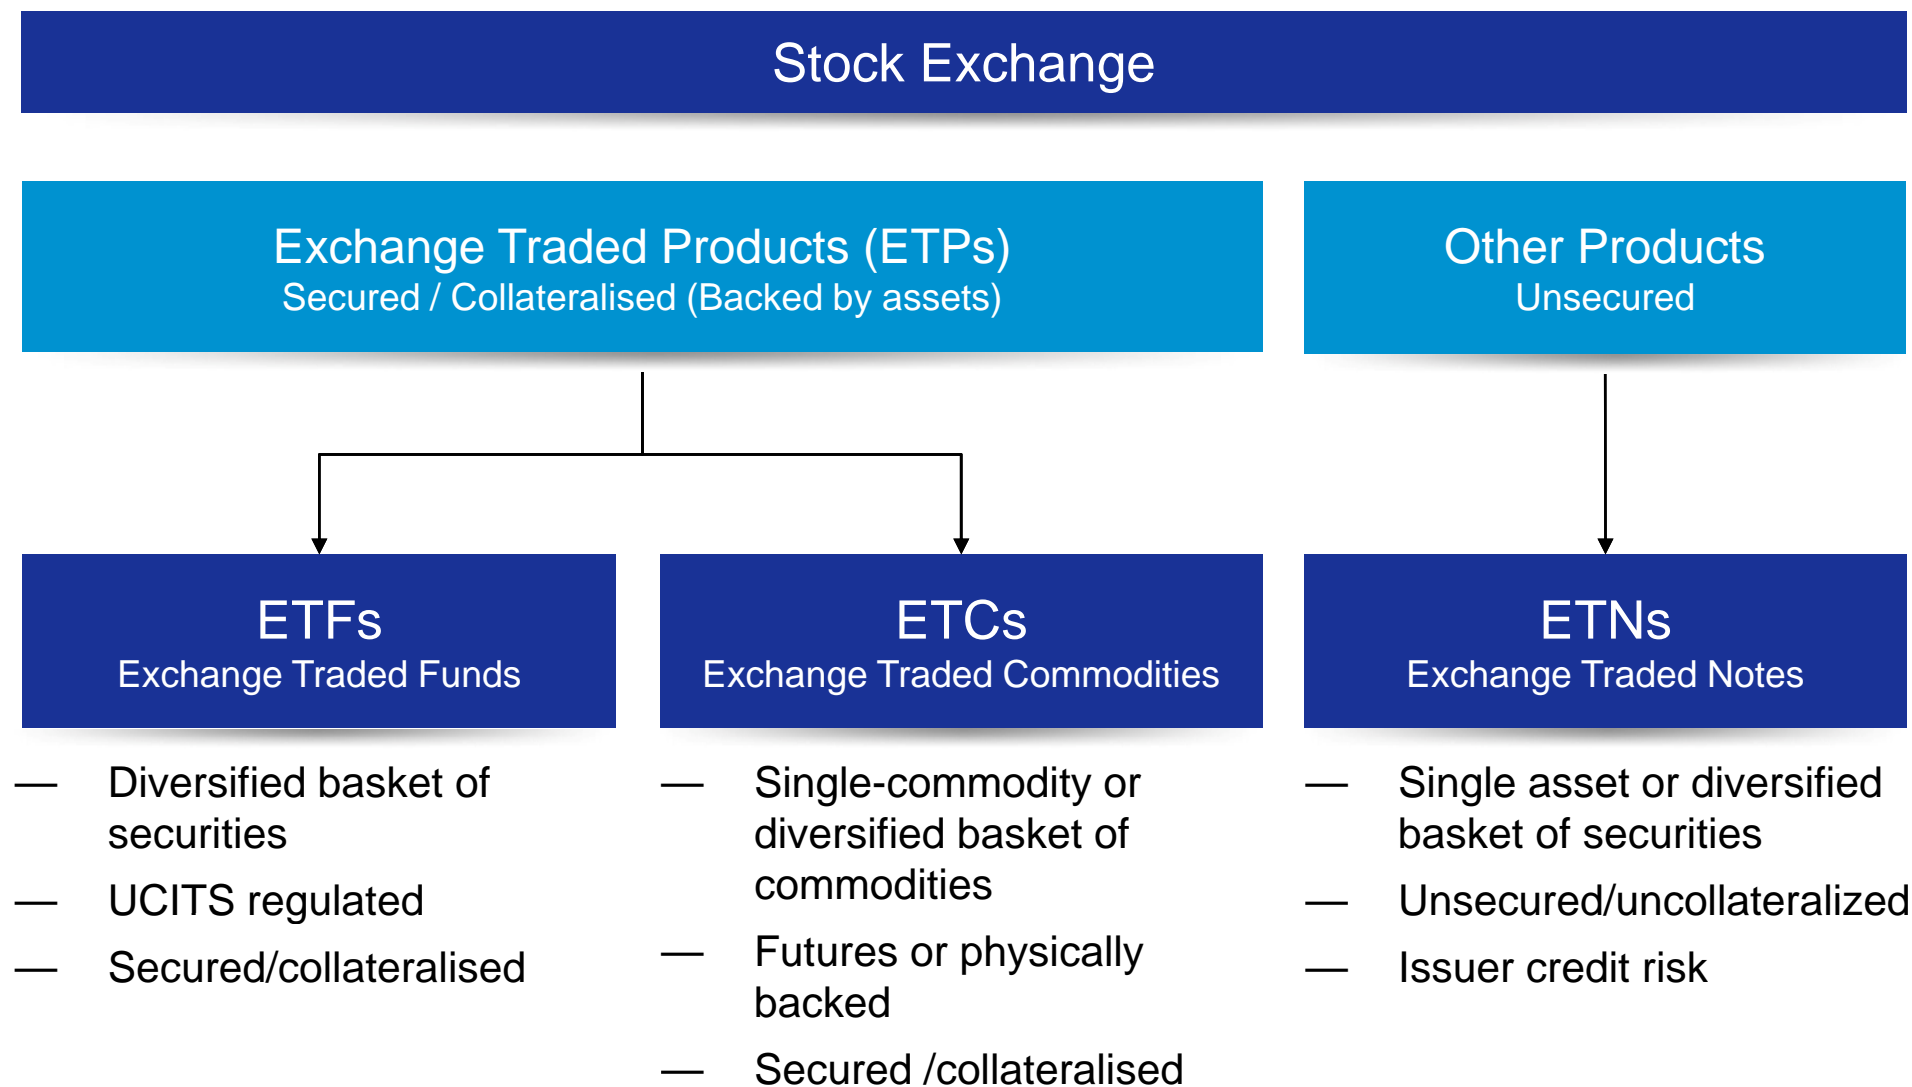 Stock Exchange
Exchange Traded Products (ETPs)
Secured / Collateralised (Backed by assets)
Other Products
Unsecured
ETFs
Exchange Traded Funds
ETCs
Exchange Traded Commodities
ETNs
Exchange Traded Notes
— Diversified basket of
securities
— UCITS regulated
— Secured/collateralised
— Single-commodity or
diversified basket of
commodities
— Futures or physically
backed
— Secured /collateralised
— Single asset or diversified
basket of securities
— Unsecured/uncollateralized
— Issuer credit risk